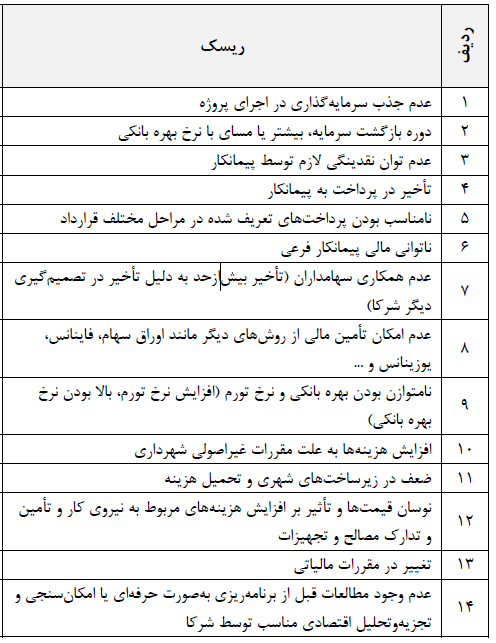 ردیف
ریسک
۱
عدم جذب سرمایه‌گذاری در اجرای پروژه
۲
دوره بازگشت سرمایه، بیشتر یا مسای با نرخ بهره بانکی
۳
عدم توان نقدینگی لازم توسط پیمانکار
۴
تأخیر در پرداخت به پیمانکار
۵
نامناسب بودن پرداخت‌های تعریف شده در مراحل مختلف قرارداد
۶
ناتوانی مالی پیمانکار فرعی
۷
عدم همکاری سهامداران (تأخیر بیش‌ازحد به دلیل تأخیر در تصمیم‌گیری
دیگر شرکا)
۸
عدم امکان تأمین مالی از روش‌های دیگر مانند اوراق سهام، فاینانس،
یوزینانس و ...
۹
نامتوازن بودن بهره بانکی و نرخ تورم (افزایش نرخ تورم، بالا بودن نرخ
بهره بانکی)
۱۰
افزایش هزینه‌ها به علت مقررات غیراصولی شهرداری
۱۱
ضعف در زیرساخت‌های شهری و تحمیل هزینه
۱۲
نوسان قیمت‌ها و تأثیر بر افزایش هزینه‌های مربوط به نیروی کار و تأمین
و تدارک مصالح و تجهیزات
۱۳
تغییر در مقررات مالیاتی
۱۴
عدم وجود مطالعات قبل از برنامه‌ریزی به‌صورت حرفه‌ای یا امکان‌سنجی و
تجزیه‌وتحلیل اقتصادی مناسب توسط شرکا